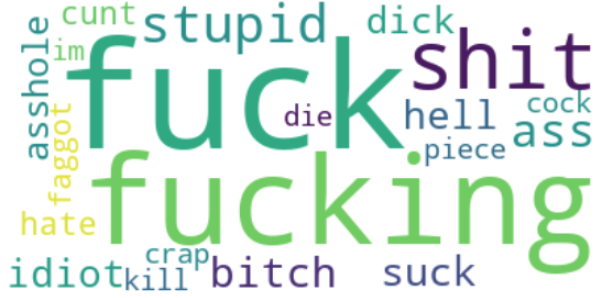 cunt
stupid
dick
asshole
im
fuck
shit
die
hell
cock
ass
faggot
piece
fucking
hate
crap
idiot
kill
bitch
suck